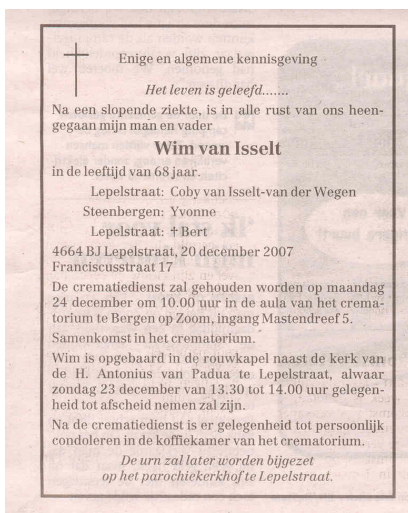 Enige en algemene kennisgeving
Het leven is geleefd.......
Na een slopende ziekte, is in alle rust van ons heen-
gegaan mijn man en vader
Wim van Isselt
in de leeftijd van 68 jaar.
Lepelstraat: Coby van Isselt-van der Wegen
Steenbergen: Yvonne
Lepelstraat: † Bert
4664 BJ Lepelstraat, 20 december 2007
Franciscusstraat 17
De crematiedienst zal gehouden worden op maandag
24 december om 10.00 uur in de aula van het crema-
torium te Bergen op Zoom, ingang Mastendreef 5.
Samenkomst in het crematorium.
Wim is opgebaard in de rouwkapel naast de kerk van
de H. Antonius van Padua te Lepelstraat, alwaar
zondag 23 december van 13.30 tot 14.00 uur gelegen-
heid tot afscheid nemen zal zijn.
Na de crematiedienst is er gelegenheid tot persoonlijk
condoleren in de koffiekamer van het crematorium.
De urn zal later worden bijgezet
op het parochiekerkhof te Lepelstraat.